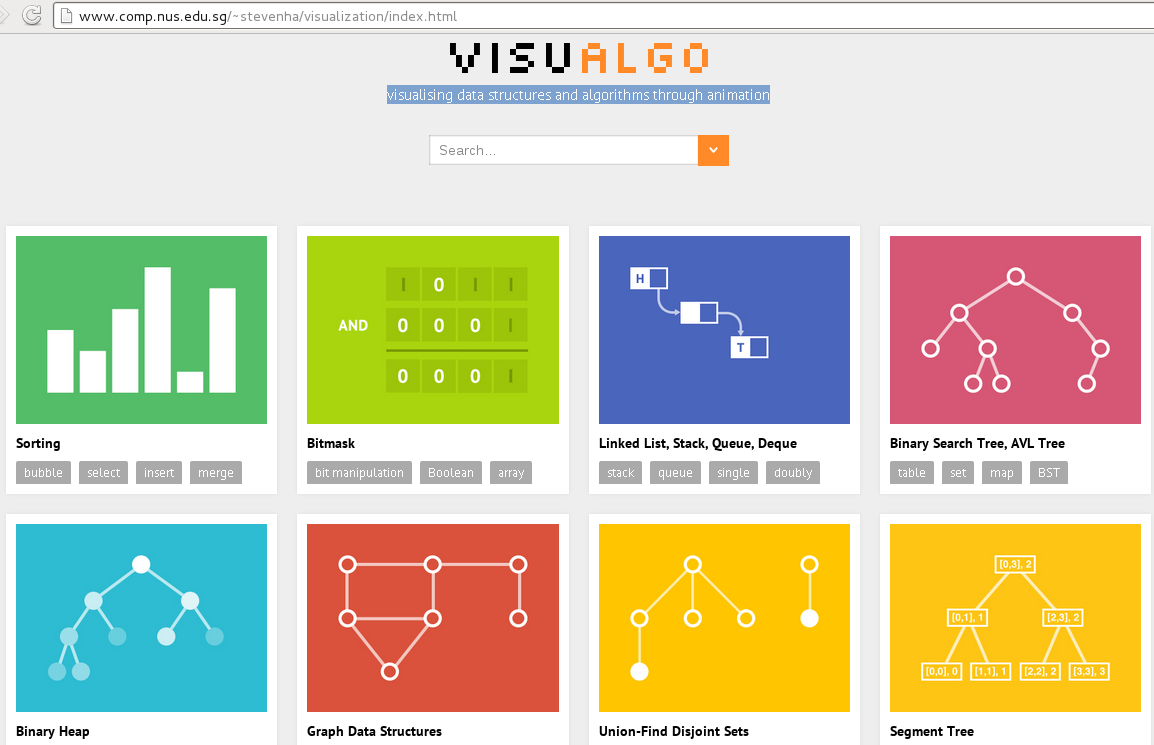 www.comp.nus.edu.sg/~stevenha/visualization/index.html
VISUALGO
visualising data structures and algorithms through animation
Search...
I 0 I I
AND 0 0 0 I
0 0 0 I
H
T
Sorting
bubble select insert merge
Bitmask
bit manipulation Boolean array
Linked List, Stack, Queue, Deque
stack queue single doubly
Binary Search Tree, AVL Tree
table set map BST
[0,3], 2
[0,1], 1 [2,3], 2
[0,0], 0 [1,1], 1 [2,2], 2 [3,3], 3
Binary Heap
Graph Data Structures
Union-Find Disjoint Sets
Segment Tree